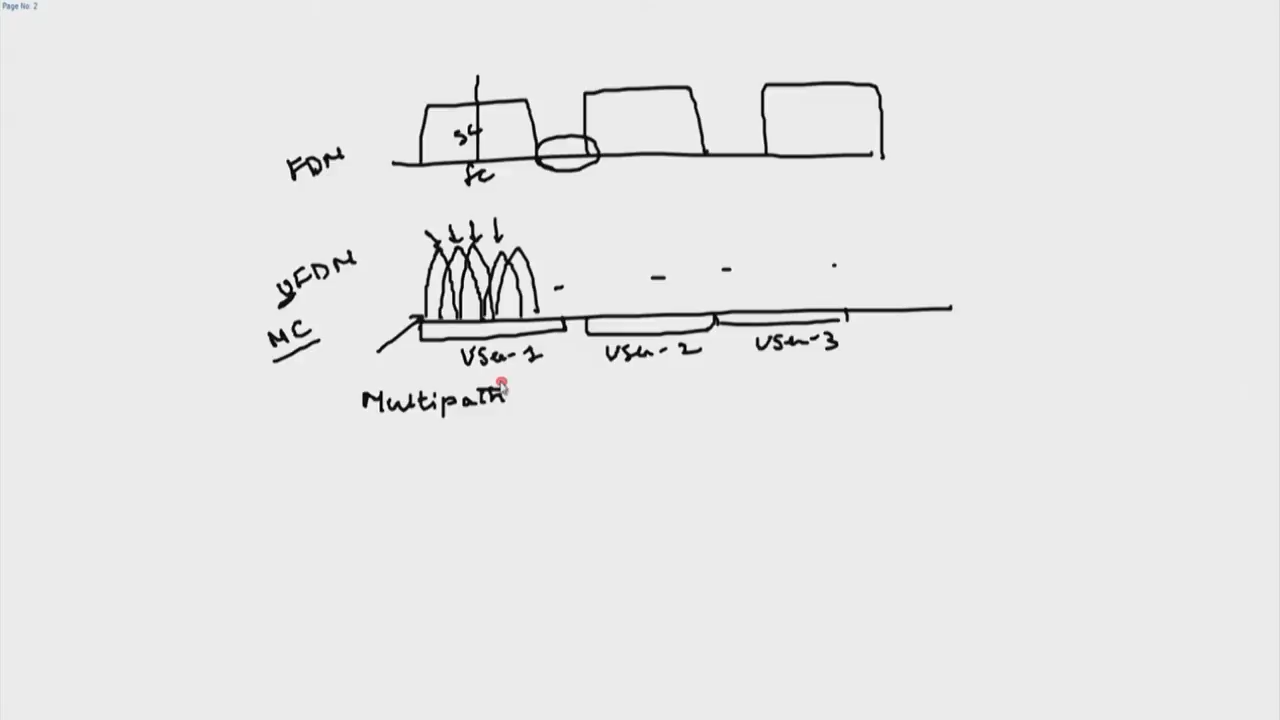 Page No. 2
FDM
sc
fc
OFDM
MC
User-1
User-2
User-3
Multipath